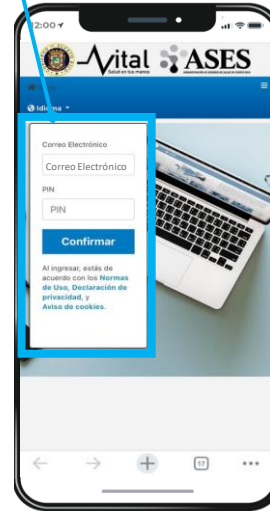 12:00
Vital
Salud en tus manos
ASES
Idioma
Correo Electrónico
Correo Electrónico
PIN
PIN
Confirmar
Al ingresar, estás de
acuerdo con los Normas
de Uso, Declaración de
privacidad, y
Aviso de cookies.
17